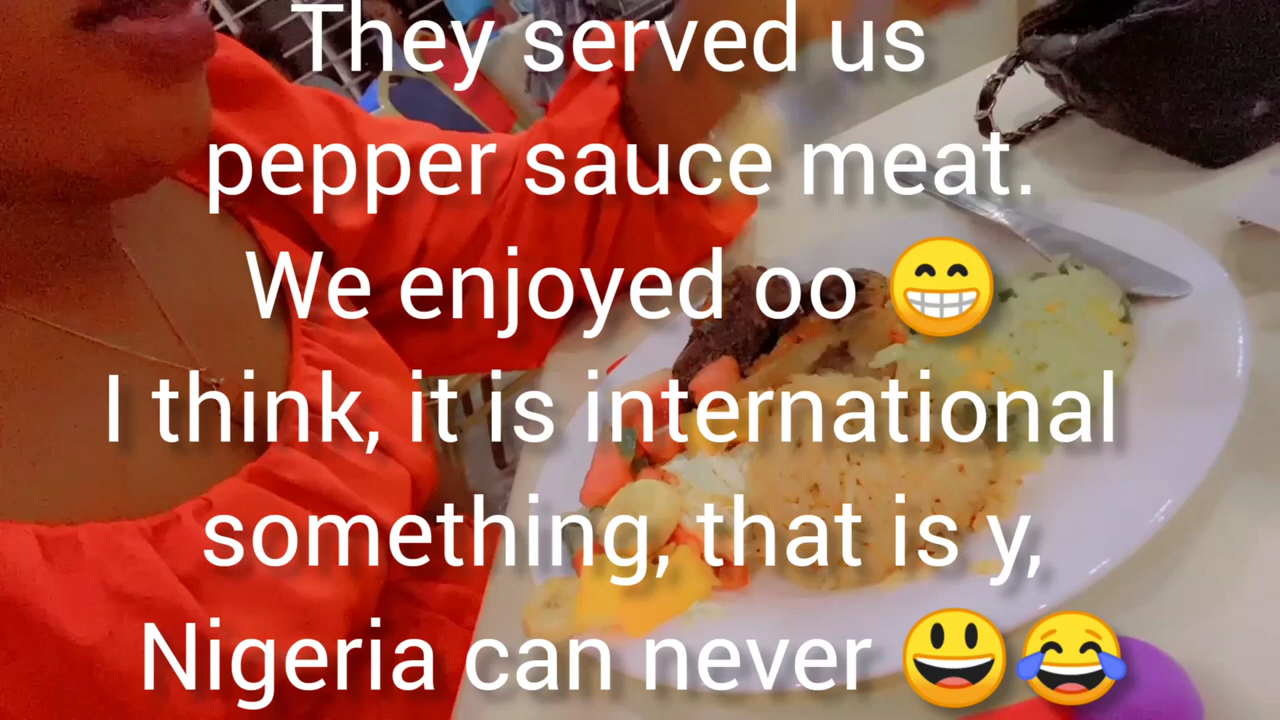 They served us
pepper sauce meat.
We enjoyed oo 😁
I think, it is international
something, that is y,
Nigeria can never 😃😂